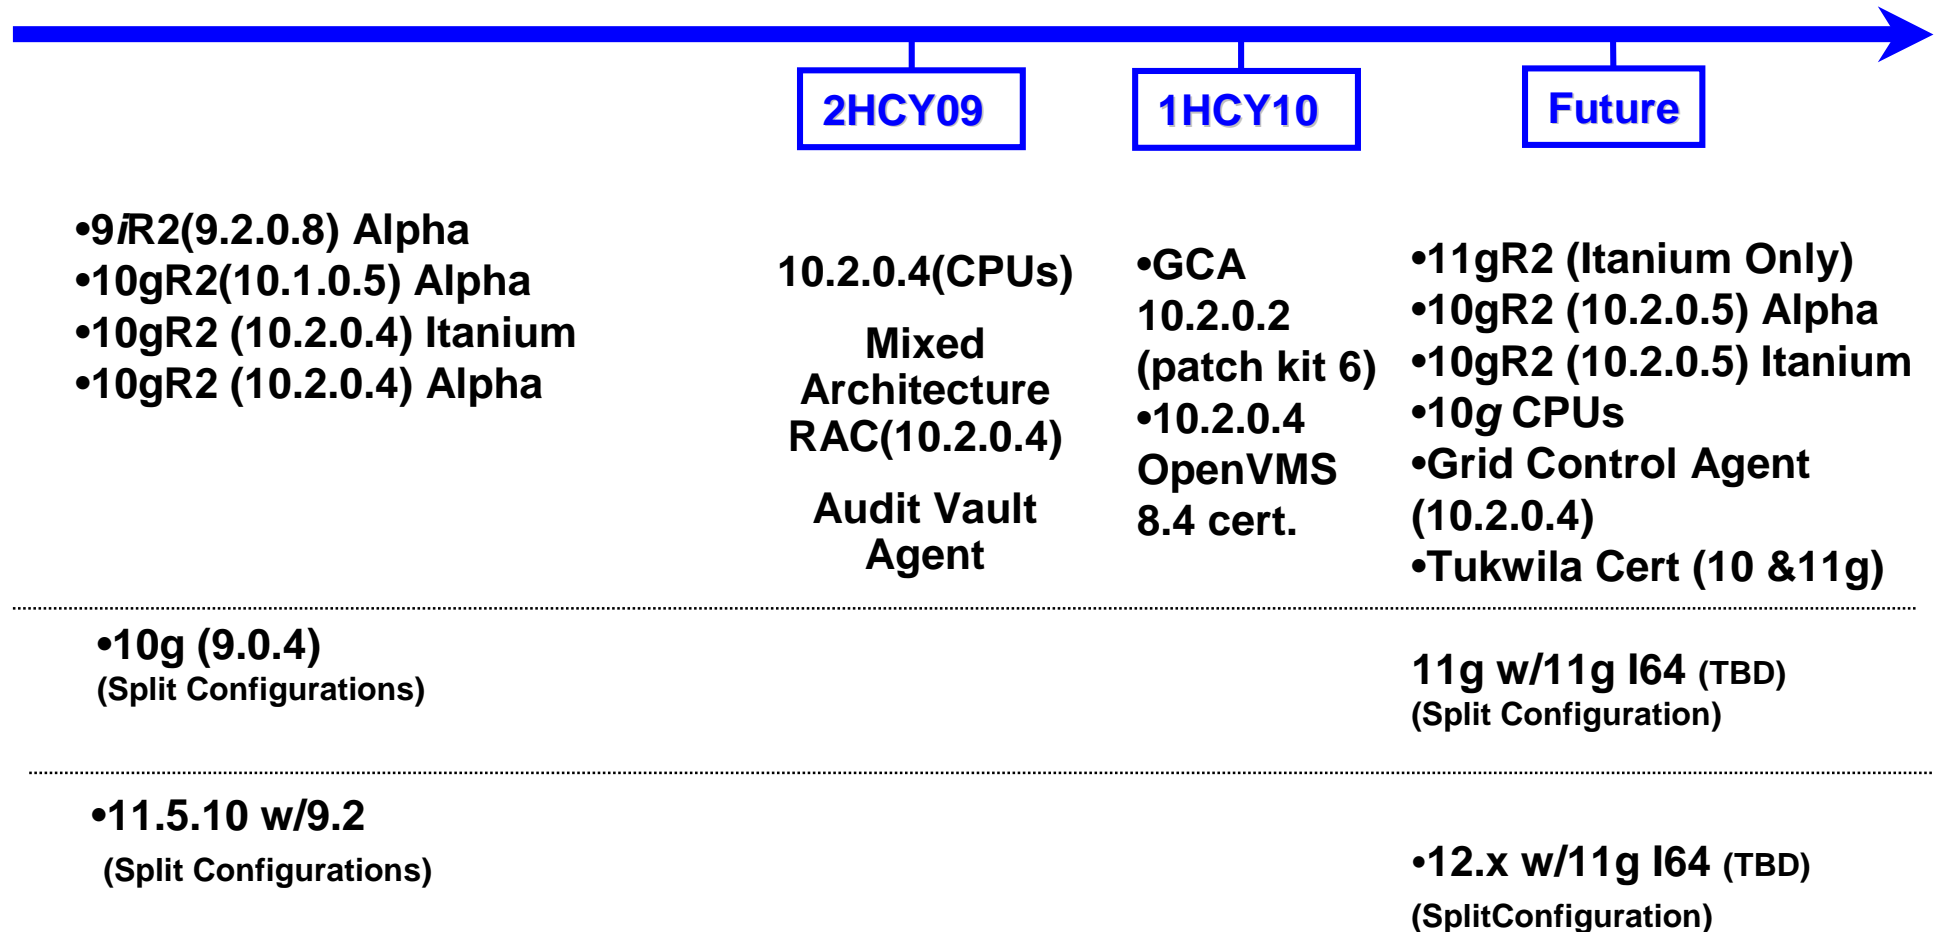 2HCY09
1HCY10
Future
•9iR2(9.2.0.8) Alpha
•10gR2(10.1.0.5) Alpha
•10gR2 (10.2.0.4) Itanium
•10gR2 (10.2.0.4) Alpha
10.2.0.4(CPUs)
Mixed
Architecture
RAC(10.2.0.4)
Audit Vault
Agent
•GCA
10.2.0.2
(patch kit 6)
•10.2.0.4
OpenVMS
8.4 cert.
•11gR2 (Itanium Only)
•10gR2 (10.2.0.5) Alpha
•10gR2 (10.2.0.5) Itanium
•10g CPUs
•Grid Control Agent
(10.2.0.4)
•Tukwila Cert (10 &11g)
•10g (9.0.4)
(Split Configurations)
11g w/11g I64 (TBD)
(Split Configuration)
•11.5.10 w/9.2
(Split Configurations)
•12.x w/11g I64 (TBD)
(SplitConfiguration)